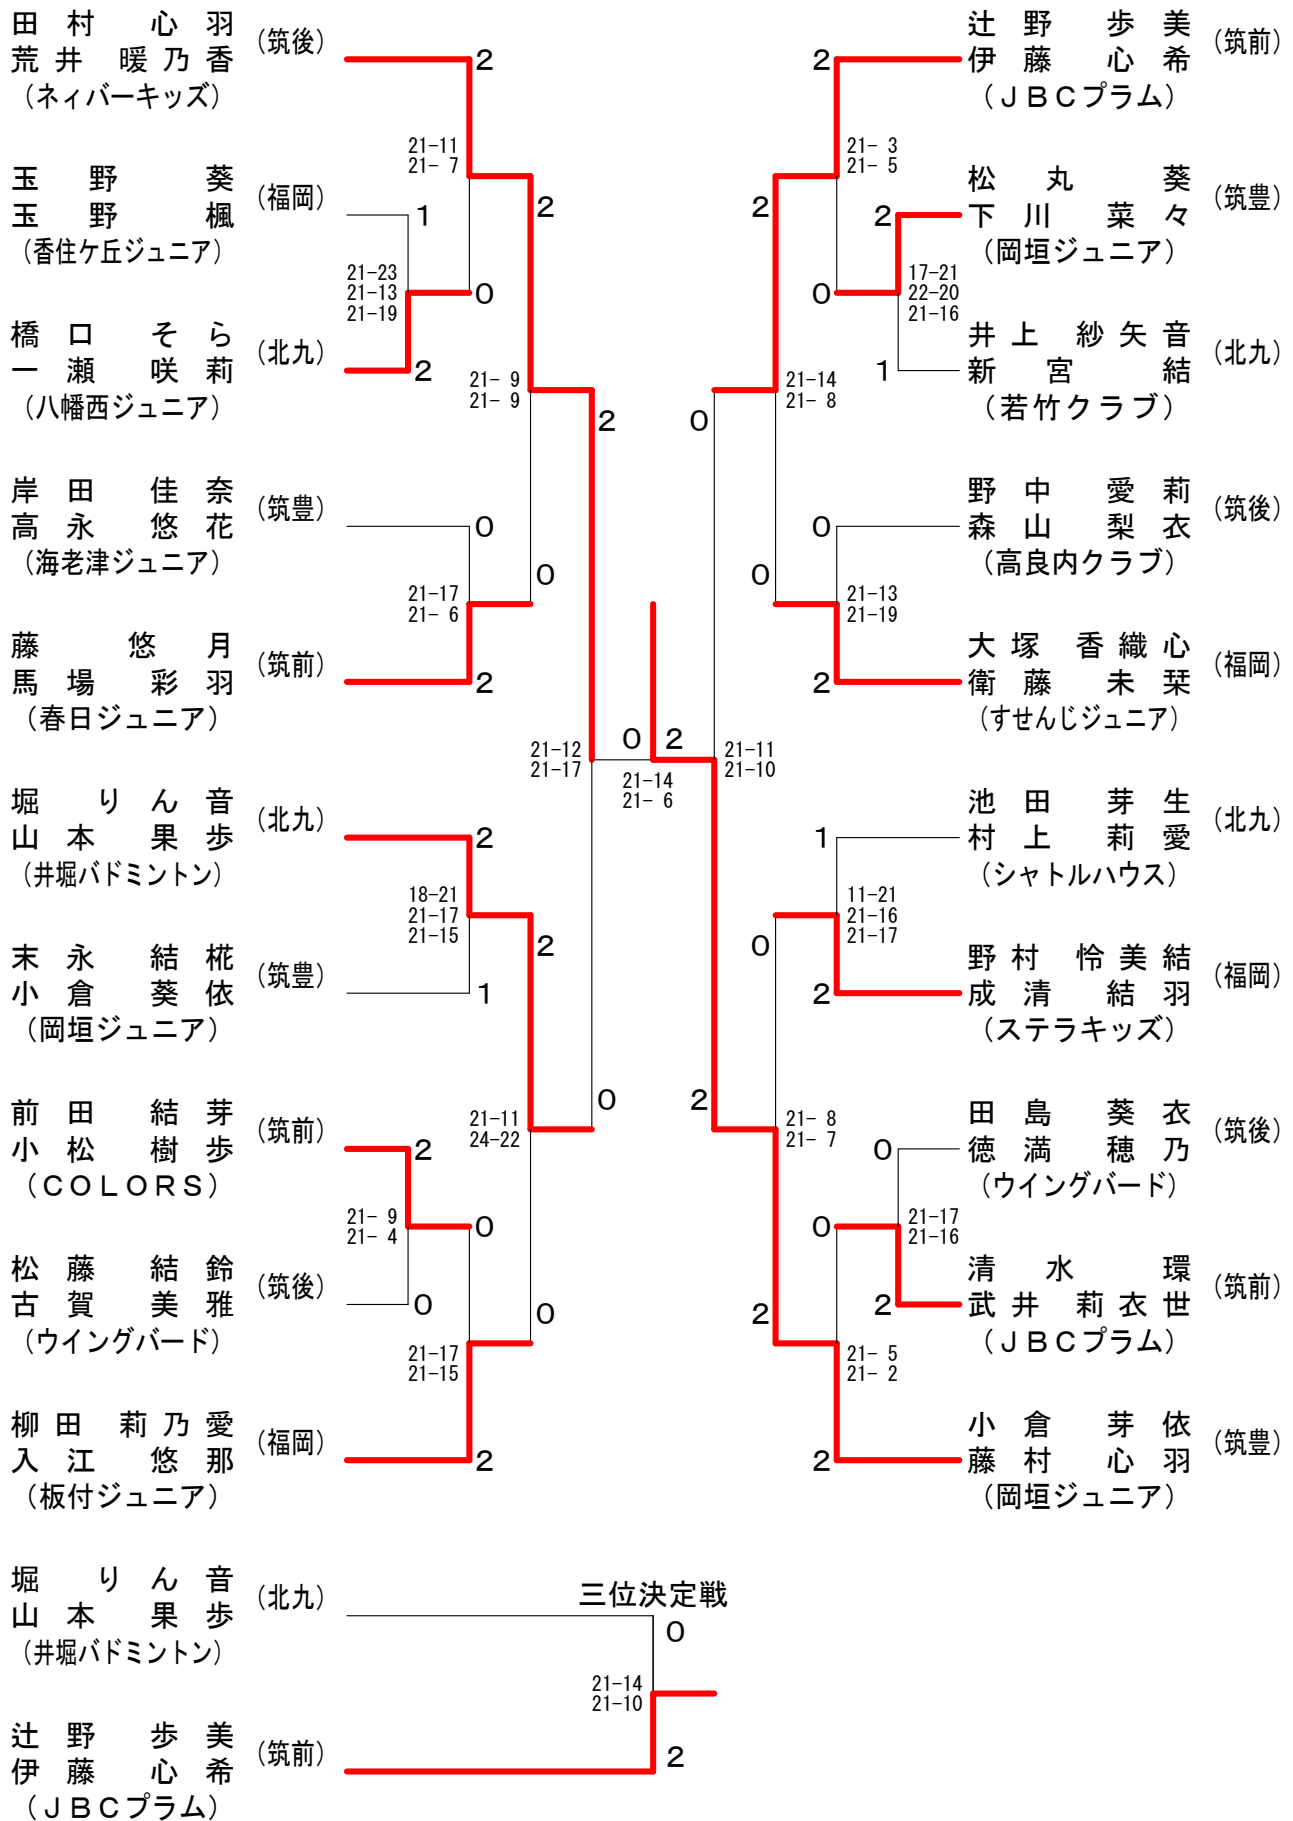 田村 心羽
荒井 暖乃香
(ネィバーキッズ)
(筑後)
2
21-11
21- 7
玉野 葵
玉野 楓
(香住ケ丘ジュニア)
(福岡)
1
21-23
21-13
21-19
0
2
橋口 そら
一瀬 咲莉
(八幡西ジュニア)
(北九)
2
21- 9
21- 9
2
岸田 佳奈
高永 悠花
(海老津ジュニア)
(筑豊)
0
21-17
21- 6
0
藤 悠月
馬場 彩羽
(春日ジュニア)
(筑前)
2
21-12
21-17
堀 りん音
山本 果歩
(井堀バドミントン)
(北九)
2
18-21
21-17
21-15
2
末永 結椛
小倉 葵依
(岡垣ジュニア)
(筑豊)
1
前田 結芽
小松 樹歩
(COLORS)
(筑前)
2
21-11
24-22
0
21- 9
21- 4
0
松藤 結鈴
古賀 美雅
(ウイングバード)
(筑後)
0
0
21-17
21-15
柳田 莉乃愛
入江 悠那
(板付ジュニア)
(福岡)
2
0
2
21-14
21- 6
辻野 歩美
伊藤 心希
(JBCプラム)
(筑前)
2
21- 3
21- 5
2
松丸 葵
下川 菜々
(岡垣ジュニア)
(筑豊)
2
17-21
22-20
21-16
0
井上 紗矢音
新宮 結
(若竹クラブ)
(北九)
1
21-14
21- 8
0
野中 愛莉
森山 梨衣
(高良内クラブ)
(筑後)
0
21-13
21-19
0
大塚 香織心
衛藤 未栞
(すせんじジュニア)
(福岡)
2
21-11
21-10
池田 芽生
村上 莉愛
(シャトルハウス)
(北九)
1
11-21
21-16
21-17
0
野村 怜美結
成清 結羽
(ステラキッズ)
(福岡)
2
2
21- 8
21- 7
田島 葵衣
徳満 穂乃
(ウイングバード)
(筑後)
0
21-17
21-16
0
清水 環
武井 莉衣世
(JBCプラム)
(筑前)
2
2
21- 5
21- 2
小倉 芽依
藤村 心羽
(岡垣ジュニア)
(筑豊)
2
三位決定戦
堀 りん音
山本 果歩
(井堀バドミントン)
(北九)
0
21-14
21-10
辻野 歩美
伊藤 心希
(JBCプラム)
(筑前)
2